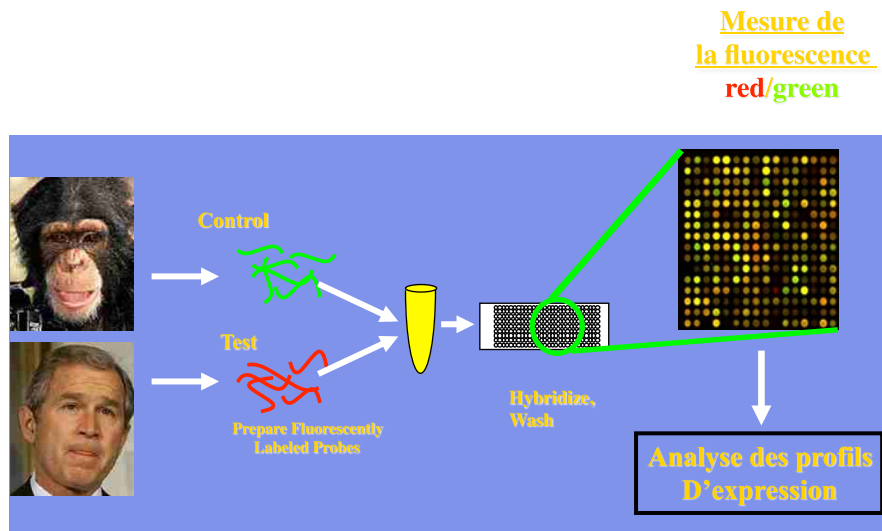 Mesure de
la fluorescence
red/green
Control
Test
Prepare Fluorescently
Labeled Probes
Hybridize,
Wash
Analyse des profils
D’expression